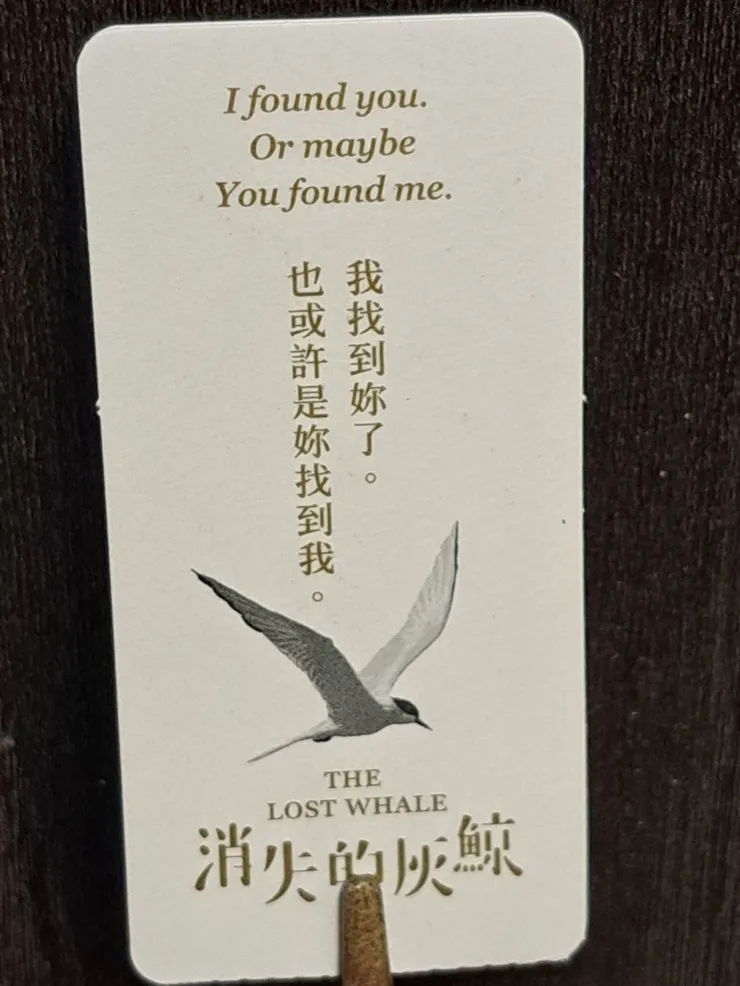 I found you.
Or maybe
You found me.
我找到妳了。
也或許是妳找到我。
THE
LOST WHALE
消失的灰鯨